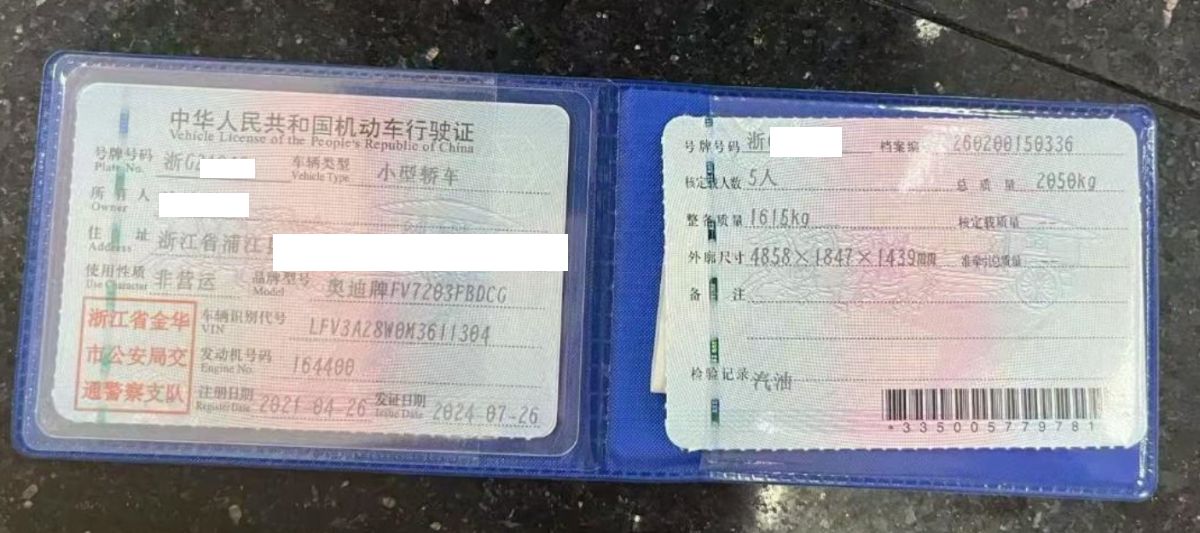 中华人民共和国机动车行驶证
Vehicle License of the People's Republic of China
号牌号码 浙G 车辆类型 小型轿车
Plate No. Vehicle Type
所有人
Owner
住址 浙江省浦江
Address
使用性质 非营运 品牌型号 奥迪牌FV7203FBDCG
Use Character Model
浙江省金华
市公安局交
通警察支队
车辆识别代号 LFV3A28W0M3611304
VIN
发动机号码 164400
Engine No.
注册日期 2021-04-26 发证日期 2024-07-26
Register Date Issue Date
号牌号码 浙 档案编 260200150336
核定载人数 5人 总质量 2050kg
整备质量 1615kg 核定载质量 --
外廓尺寸 4858×1847×1439 准牵引总质量 --
备注
检验记录 汽油
*3350057797​81